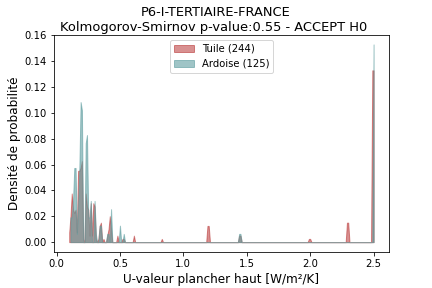 P6-I-TERTIAIRE-FRANCE
Kolmogorov-Smirnov p-value:0.55 - ACCEPT H0
Tuile (244)
Ardoise (125)
Densité de probabilité
0.16
0.14
0.12
0.10
0.08
0.06
0.04
0.02
0.00
0.0 0.5 1.0 1.5 2.0 2.5
U-valeur plancher haut [W/m²/K]